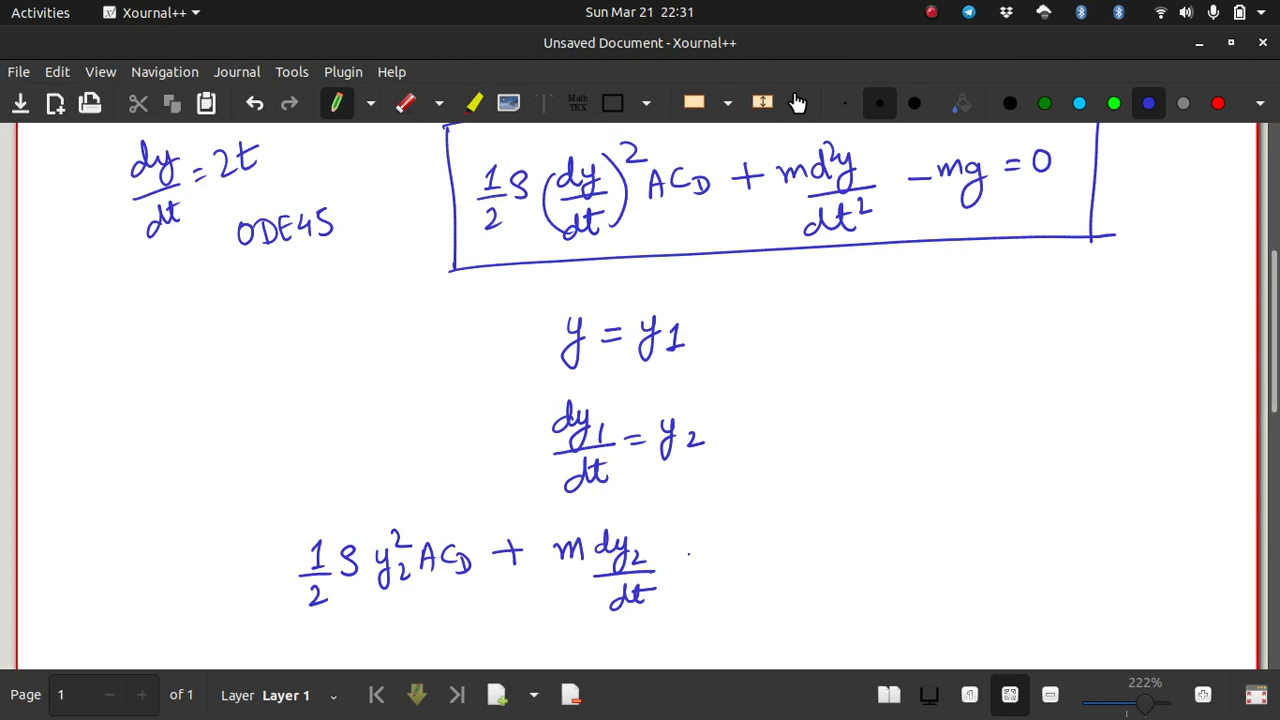 Activities Xournal++ Sun Mar 21 22:31
Unsaved Document - Xournal++
File Edit View Navigation Journal Tools Plugin Help
Math TEX
dy/dt = 2t
ODE45
1/2 S (dy/dt)² A C_D + m d²y/dt² - mg = 0
y = y1
dy1/dt = y2
1/2 S y2² A C_D + m dy2/dt
Page 1 of 1 Layer Layer 1 222%